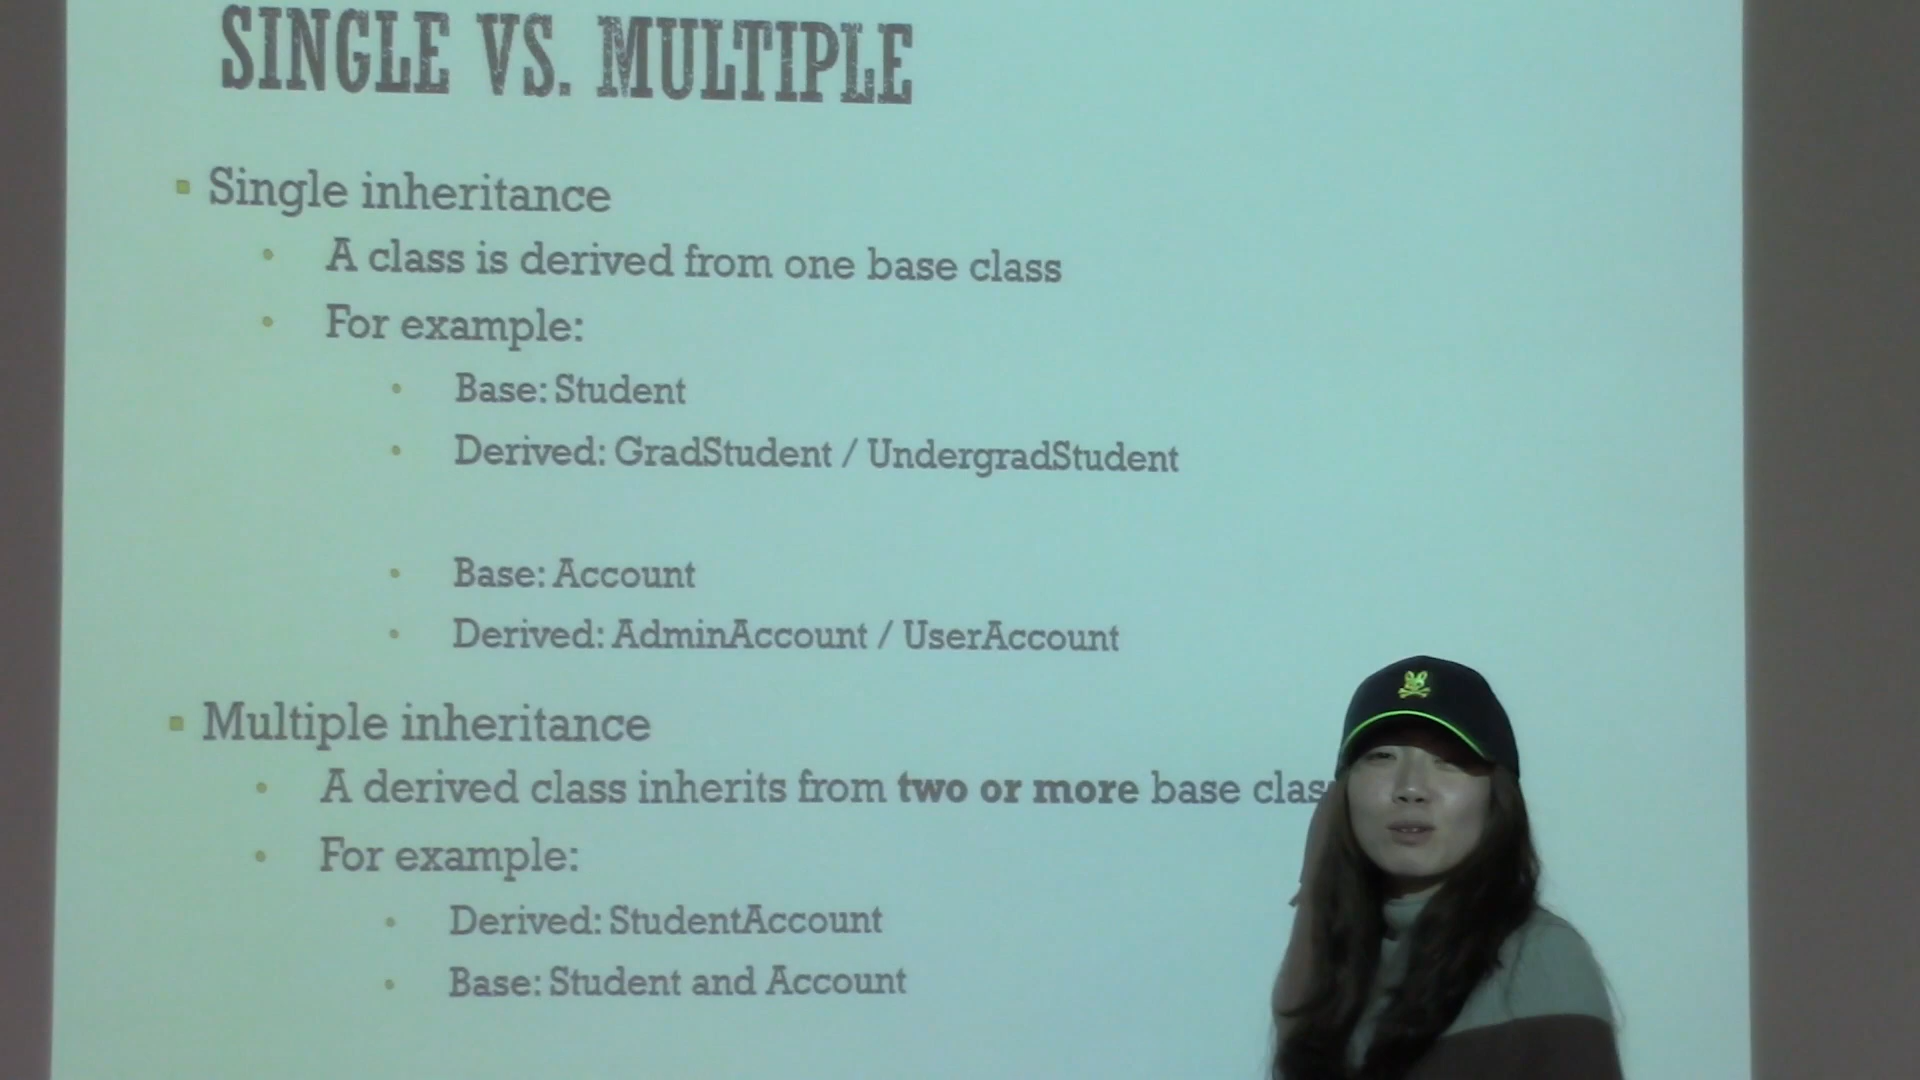 SINGLE VS. MULTIPLE
Single inheritance
A class is derived from one base class
For example:
Base: Student
Derived: GradStudent / UndergradStudent
Base: Account
Derived: AdminAccount / UserAccount
Multiple inheritance
A derived class inherits from two or more base
For example:
Derived: StudentAccount
Base: Student and Account